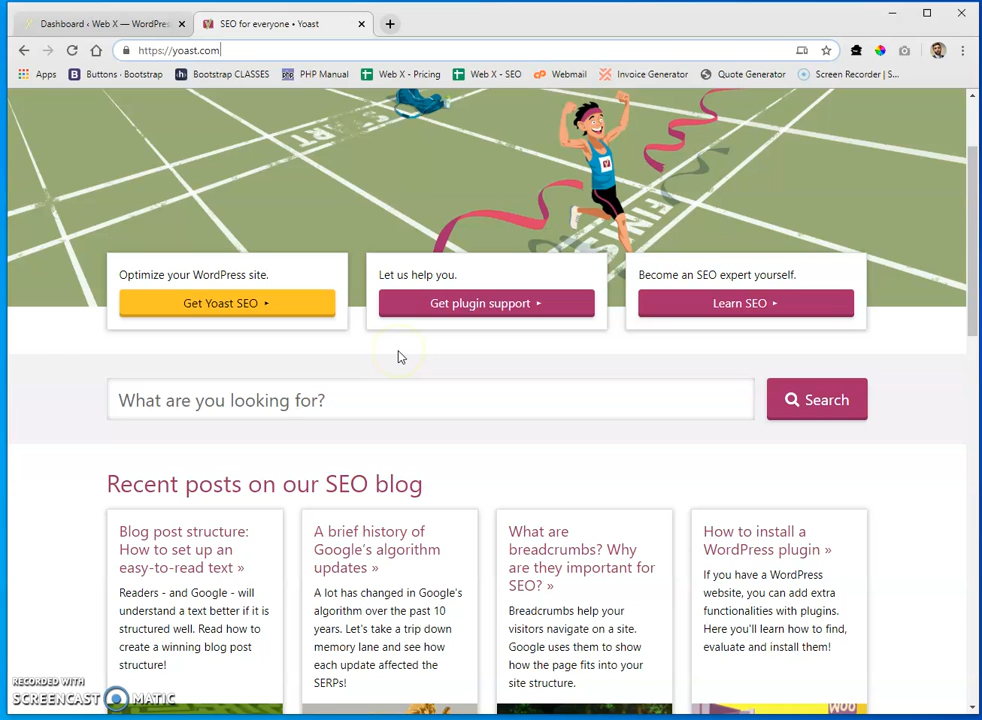 Dashboard ‹ Web X — WordPres
SEO for everyone • Yoast
https://yoast.com
Apps
Buttons · Bootstrap
Bootstrap CLASSES
PHP Manual
Web X - Pricing
Web X - SEO
Webmail
Invoice Generator
Quote Generator
Screen Recorder | S...
START
FINIS
Optimize your WordPress site.
Get Yoast SEO ▸
Let us help you.
Get plugin support ▸
Become an SEO expert yourself.
Learn SEO ▸
What are you looking for?
Search
Recent posts on our SEO blog
Blog post structure:
How to set up an
easy-to-read text »
Readers - and Google - will
understand a text better if it is
structured well. Read how to
create a winning blog post
structure!
A brief history of
Google's algorithm
updates »
A lot has changed in Google's
algorithm over the past 10
years. Let's take a trip down
memory lane and see how
each update affected the
SERPs!
What are
breadcrumbs? Why
are they important for
SEO? »
Breadcrumbs help your
visitors navigate on a site.
Google uses them to show
how the page fits into your
site structure.
How to install a
WordPress plugin »
If you have a WordPress
website, you can add extra
functionalities with plugins.
Here you'll learn how to find,
evaluate and install them!
WOO
RECORDED WITH
SCREENCAST MATIC